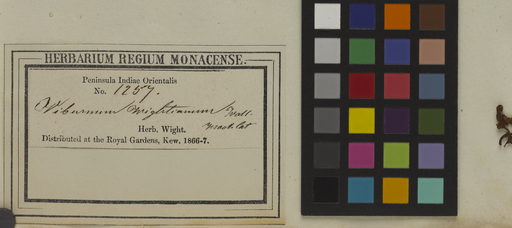 HERBARIUM REGIUM MONACENSE.
Peninsula Indiae Orientalis
No. 1257.
Viburnum Wightianum Wall.
Herb. Wight.
Distributed at the Royal Gardens, Kew, 1866-7.